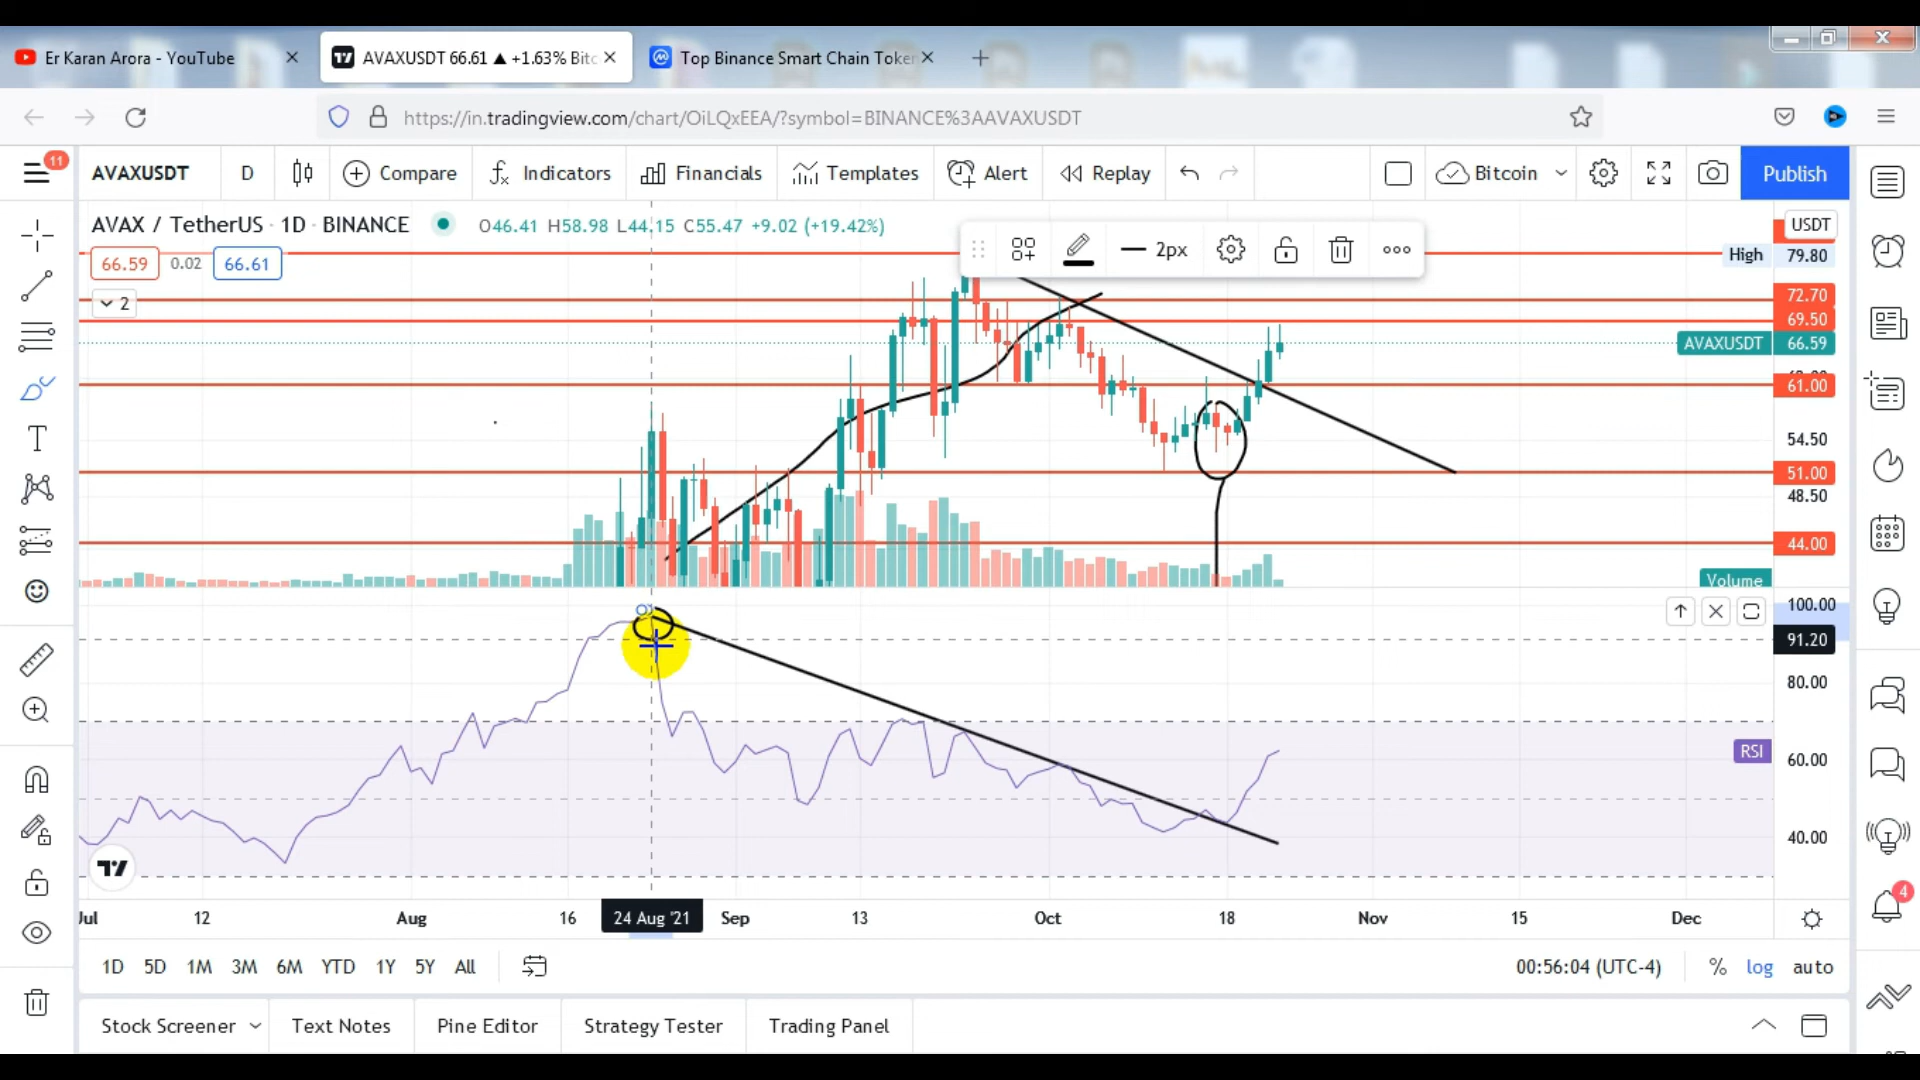 Er Karan Arora - YouTube
AVAXUSDT 66.61 ▲ +1.63% Bitc
Top Binance Smart Chain Token
https://in.tradingview.com/chart/OiLQxEEA/?symbol=BINANCE%3AAVAXUSDT
11
AVAXUSDT
D
Compare
Indicators
Financials
Templates
Alert
Replay
Bitcoin
Publish
AVAX / TetherUS · 1D · BINANCE
O46.41 H58.98 L44.15 C55.47 +9.02 (+19.42%)
2px
USDT
66.59
0.02
66.61
High
79.80
2
72.70
69.50
AVAXUSDT
66.59
61.00
54.50
51.00
48.50
44.00
Volume
100.00
91.20
80.00
RSI
60.00
40.00
4
Jul
12
Aug
16
24 Aug '21
Sep
13
Oct
18
Nov
15
Dec
1D
5D
1M
3M
6M
YTD
1Y
5Y
All
00:56:04 (UTC-4)
%
log
auto
Stock Screener
Text Notes
Pine Editor
Strategy Tester
Trading Panel